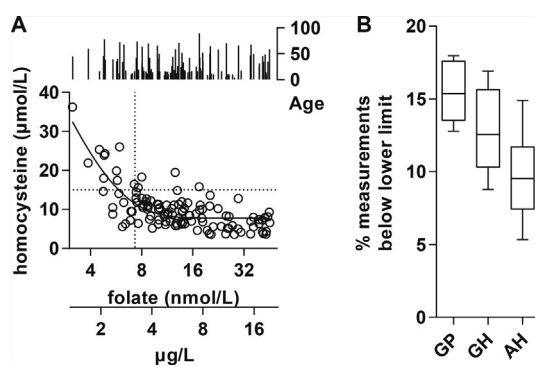 A
100
50
0
Age
homocysteine (μmol/L)
40
30
20
10
0
4 8 16 32
folate (nmol/L)
2 4 8 16
μg/L
B
% measurements
below lower limit
20
15
10
5
0
GP GH AH